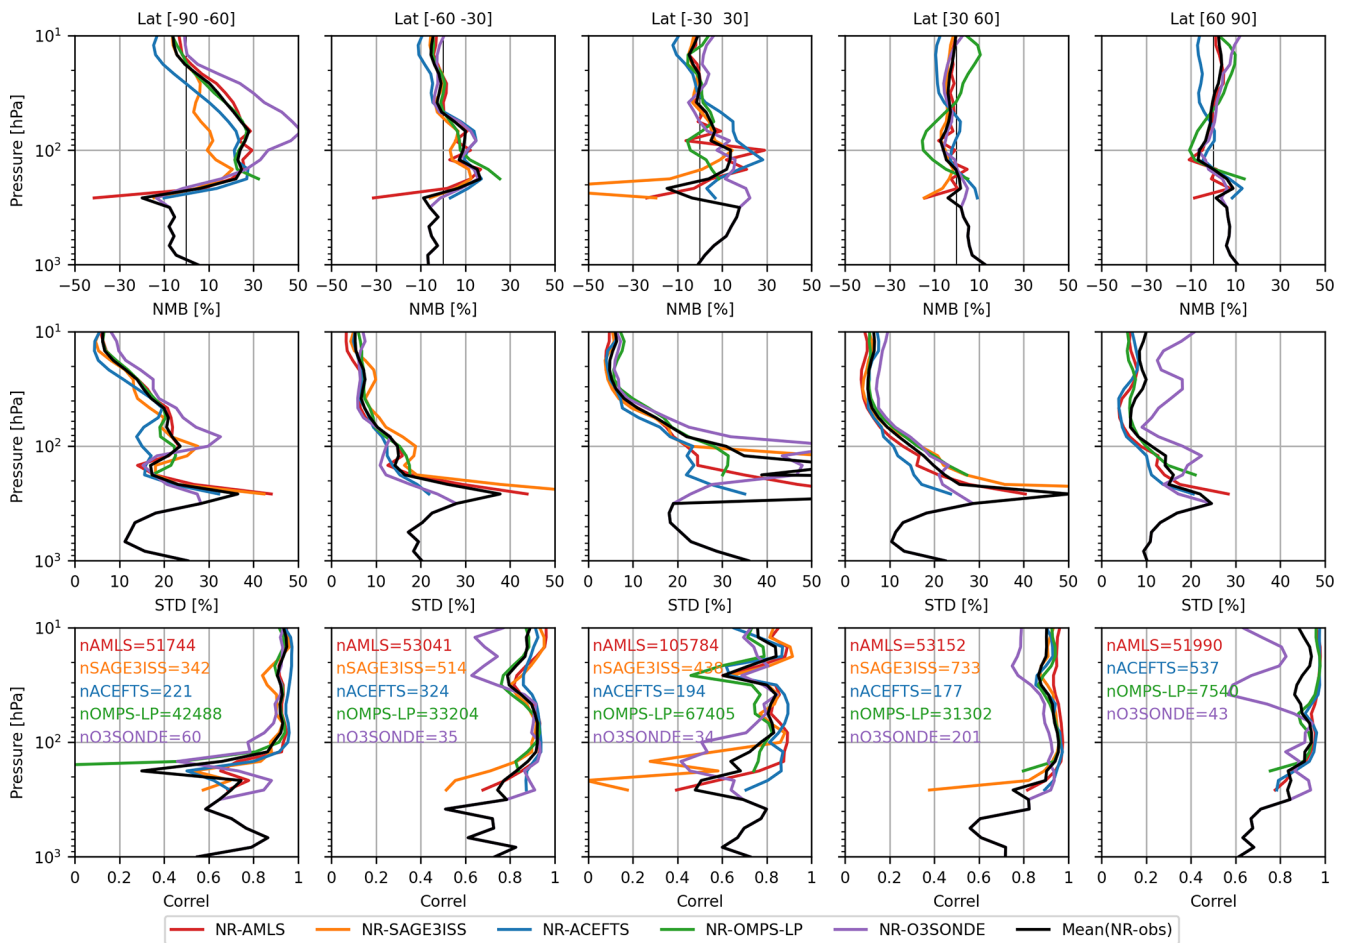 Lat [-90 -60] Lat [-60 -30] Lat [-30 30] Lat [30 60] Lat [60 90]
Pressure [hPa]
10¹
10²
10³
−50 −30 −10 10 30 50 −50 −30 −10 10 30 50 −50 −30 −10 10 30 50 −50 −30 −10 10 30 50 −50 −30 −10 10 30 50
NMB [%] NMB [%] NMB [%] NMB [%] NMB [%]
Pressure [hPa]
10¹
10²
10³
0 10 20 30 40 50 0 10 20 30 40 50 0 10 20 30 40 50 0 10 20 30 40 50 0 10 20 30 40 50
STD [%] STD [%] STD [%] STD [%] STD [%]
Pressure [hPa]
10¹
10²
10³
nAMLS=51744
nSAGE3ISS=342
nACEFTS=221
nOMPS-LP=42488
nO3SONDE=60
nAMLS=53041
nSAGE3ISS=514
nACEFTS=324
nOMPS-LP=33204
nO3SONDE=35
nAMLS=105784
nSAGE3ISS=438
nACEFTS=194
nOMPS-LP=67405
nO3SONDE=34
nAMLS=53152
nSAGE3ISS=733
nACEFTS=177
nOMPS-LP=31302
nO3SONDE=201
nAMLS=51990
nACEFTS=537
nOMPS-LP=7540
nO3SONDE=43
0 0.2 0.4 0.6 0.8 1 0 0.2 0.4 0.6 0.8 1 0 0.2 0.4 0.6 0.8 1 0 0.2 0.4 0.6 0.8 1 0 0.2 0.4 0.6 0.8 1
Correl Correl Correl Correl Correl
NR-AMLS NR-SAGE3ISS NR-ACEFTS NR-OMPS-LP NR-O3SONDE Mean(NR-obs)